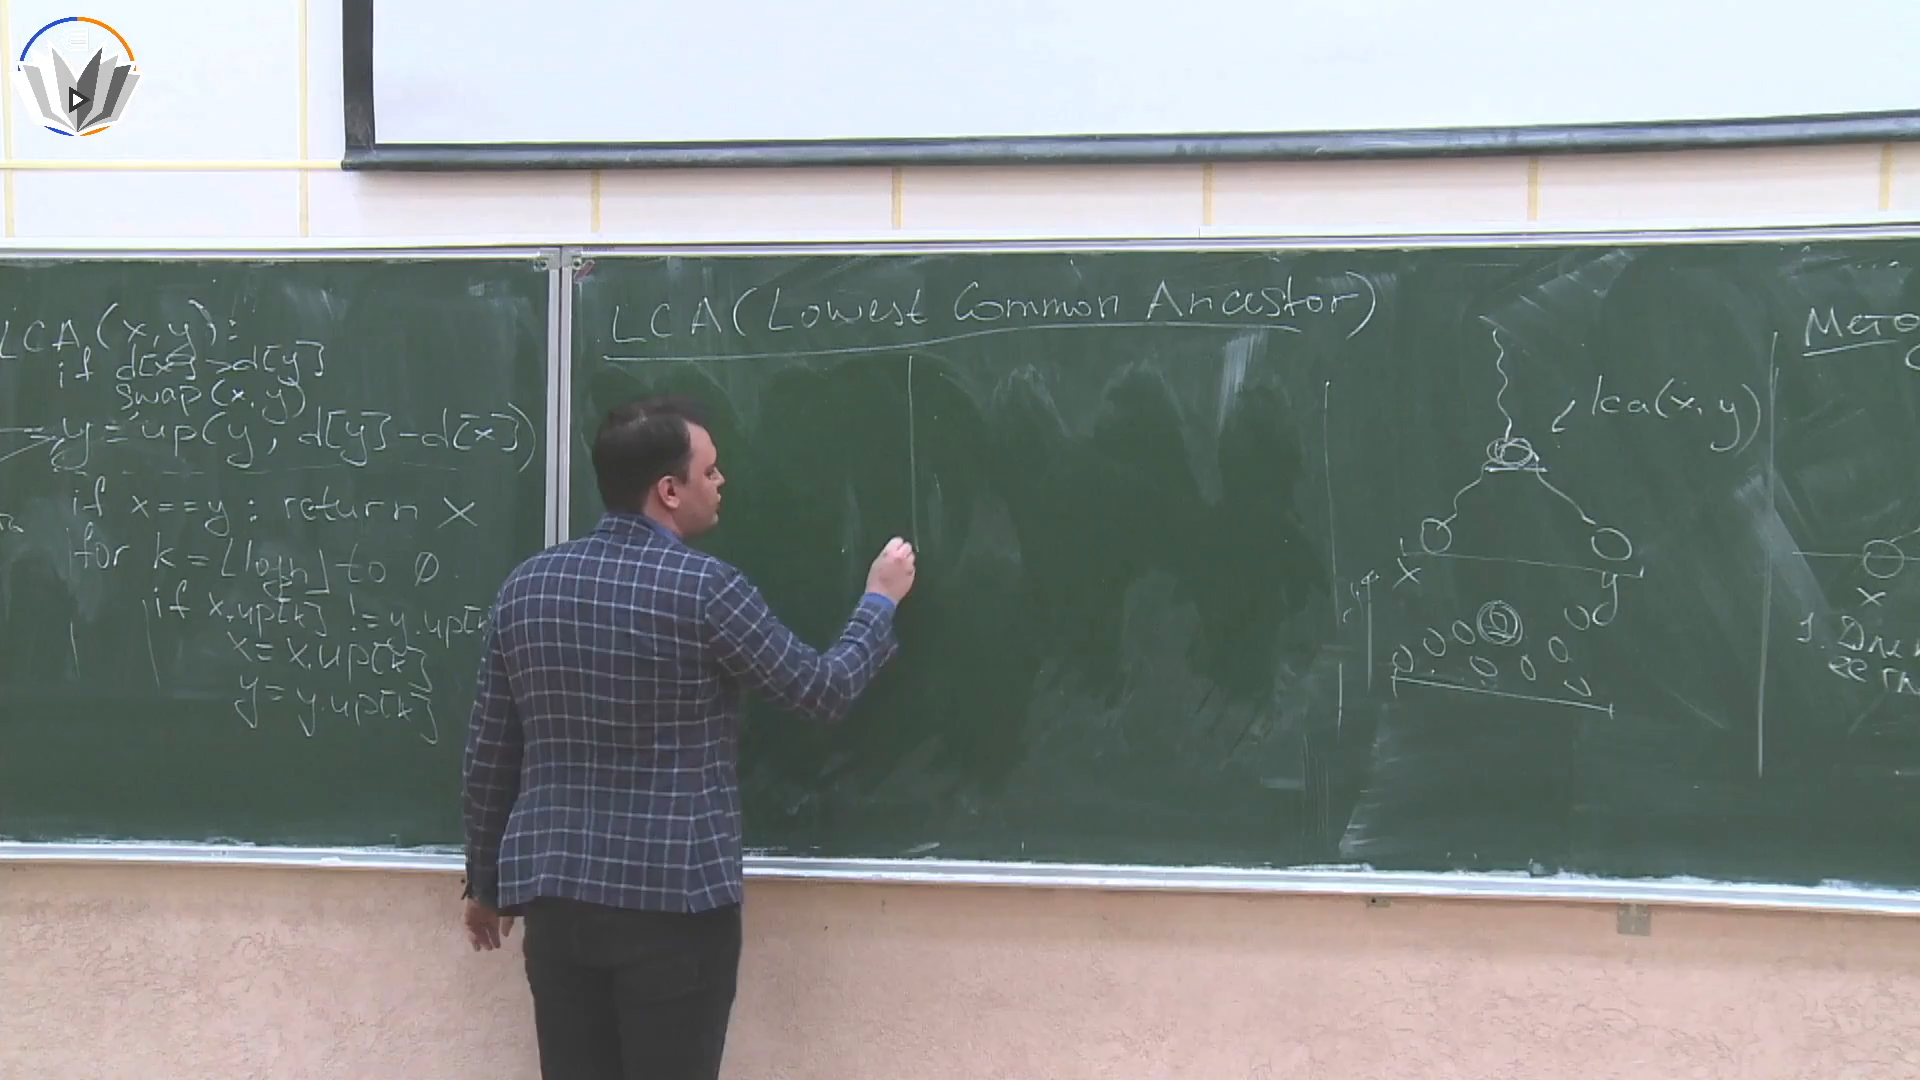 LCA(x,y):
if d[x]>d[y]
swap(x,y)
y=up(y, d[y]-d[x])
if x==y: return x
for k=⌊log n⌋ to 0
if x.up[k] != y.up[k]
x=x.up[k]
y=y.up[k]
LCA (Lowest Common Ancestor)
lca(x,y)
x
y
x
1.